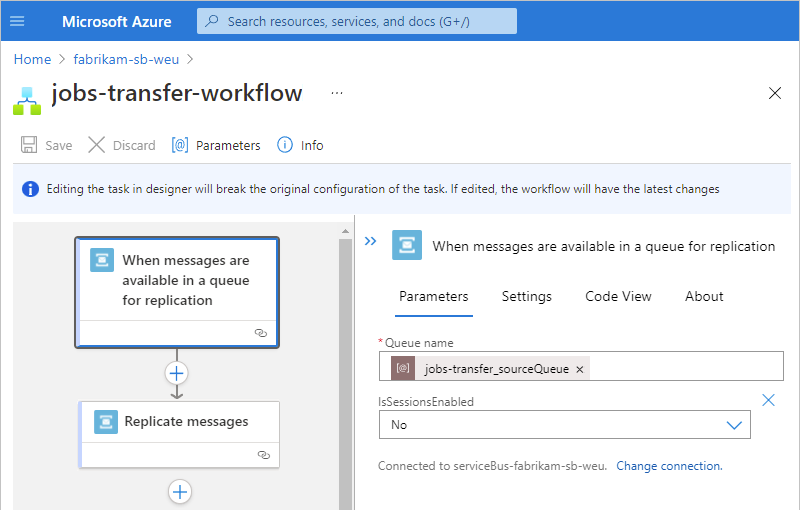 Microsoft Azure
Search resources, services, and docs (G+/)
Home > fabrikam-sb-weu >
jobs-transfer-workflow ...
Save Discard [@] Parameters Info
Editing the task in designer will break the original configuration of the task. If edited, the workflow will have the latest changes
When messages are
available in a queue
for replication
Replicate messages
When messages are available in a queue for replication
Parameters Settings Code View About
*Queue name
[@] jobs-transfer_sourceQueue ×
IsSessionsEnabled
No
Connected to serviceBus-fabrikam-sb-weu. Change connection.